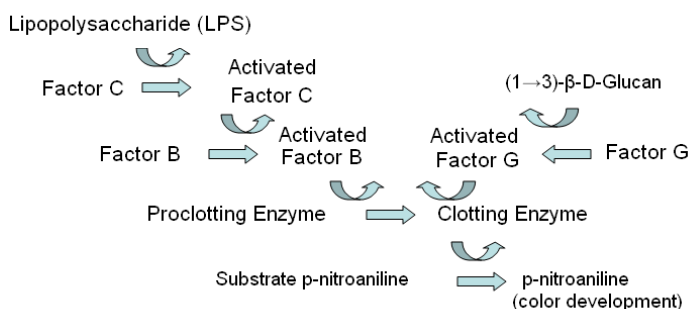 Lipopolysaccharide (LPS)
Factor C
Activated
Factor C
(1→3)-β-D-Glucan
Factor B
Activated
Factor B
Activated
Factor G
Factor G
Proclotting Enzyme
Clotting Enzyme
Substrate p-nitroaniline
p-nitroaniline
(color development)